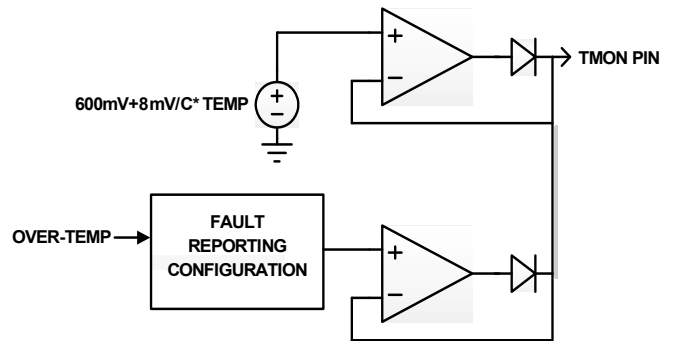 TMON PIN
600mV+8mV/C* TEMP
OVER-TEMP
FAULT
REPORTING
CONFIGURATION